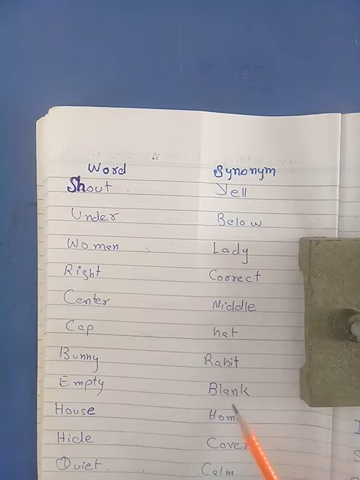 Word Synonym
Shout Yell
Under Below
Women Lady
Right Correct
Center Middle
Cap hat
Bunny Rabit
Empty Blank
House
Hide Cover
Quiet Calm